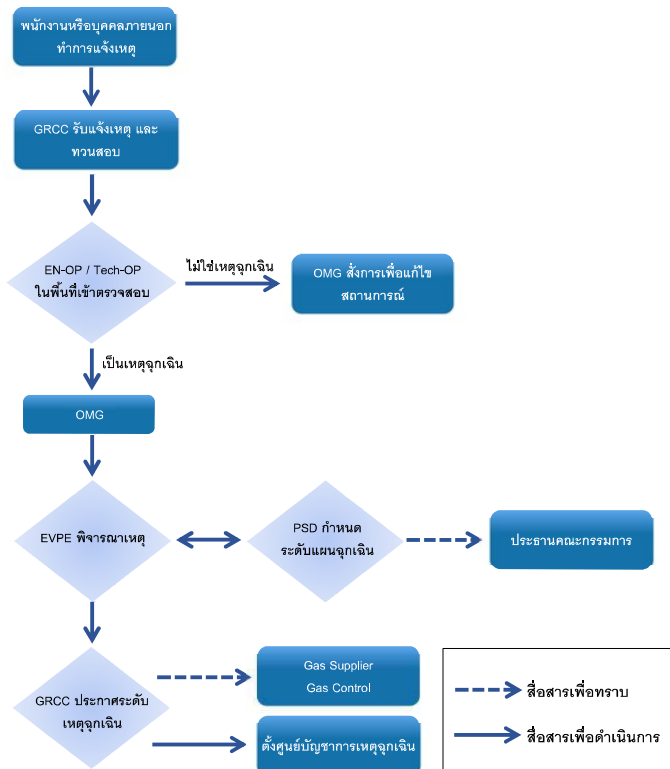 พนักงานหรือบุคคลภายนอก
ทำการแจ้งเหตุ
GRCC รับแจ้งเหตุ และ
ทวนสอบ
EN-OP / Tech-OP
ในพื้นที่เข้าตรวจสอบ
ไม่ใช่เหตุฉุกเฉิน
OMG สั่งการเพื่อแก้ไข
สถานการณ์
เป็นเหตุฉุกเฉิน
OMG
EVPE พิจารณาเหตุ
PSD กำหนด
ระดับแผนฉุกเฉิน
ประธานคณะกรรมการ
GRCC ประกาศระดับ
เหตุฉุกเฉิน
Gas Supplier
Gas Control
ตั้งศูนย์บัญชาการเหตุฉุกเฉิน
สื่อสารเพื่อทราบ
สื่อสารเพื่อดำเนินการ